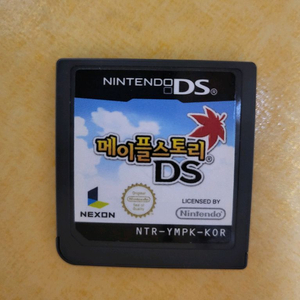 NINTENDO DS
메이플스토리
DS
NEXON
LICENSED BY
Nintendo
NTR-YMPK-KOR